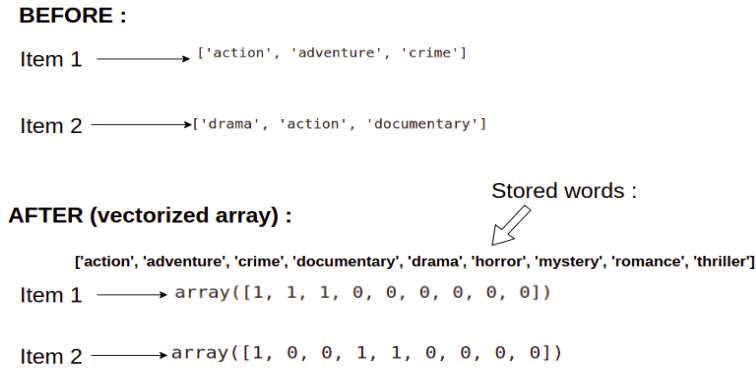 BEFORE :
Item 1 ['action', 'adventure', 'crime']
Item 2 ['drama', 'action', 'documentary']
Stored words :
AFTER (vectorized array) :
['action', 'adventure', 'crime', 'documentary', 'drama', 'horror', 'mystery', 'romance', 'thriller']
Item 1 array([1, 1, 1, 0, 0, 0, 0, 0, 0])
Item 2 array([1, 0, 0, 1, 1, 0, 0, 0, 0])